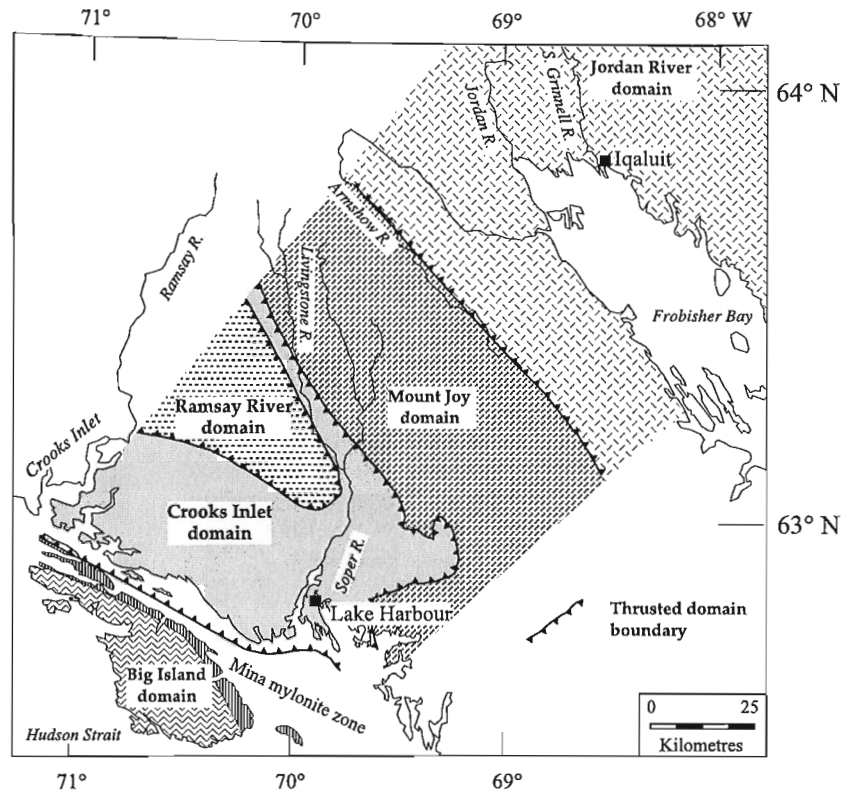 71°
70°
69°
68° W
Jordan River
domain
64° N
S. Grinnell R.
Jordan R.
Iqaluit
Armshow R.
Ramsay R.
Livingstone R.
Frobisher Bay
Mount Joy
domain
Ramsay River
domain
Crooks Inlet
Crooks Inlet
domain
63° N
Soper R.
Lake Harbour
Thrusted domain
boundary
Big Island
domain
Mina mylonite zone
Hudson Strait
0
25
Kilometres
71°
70°
69°